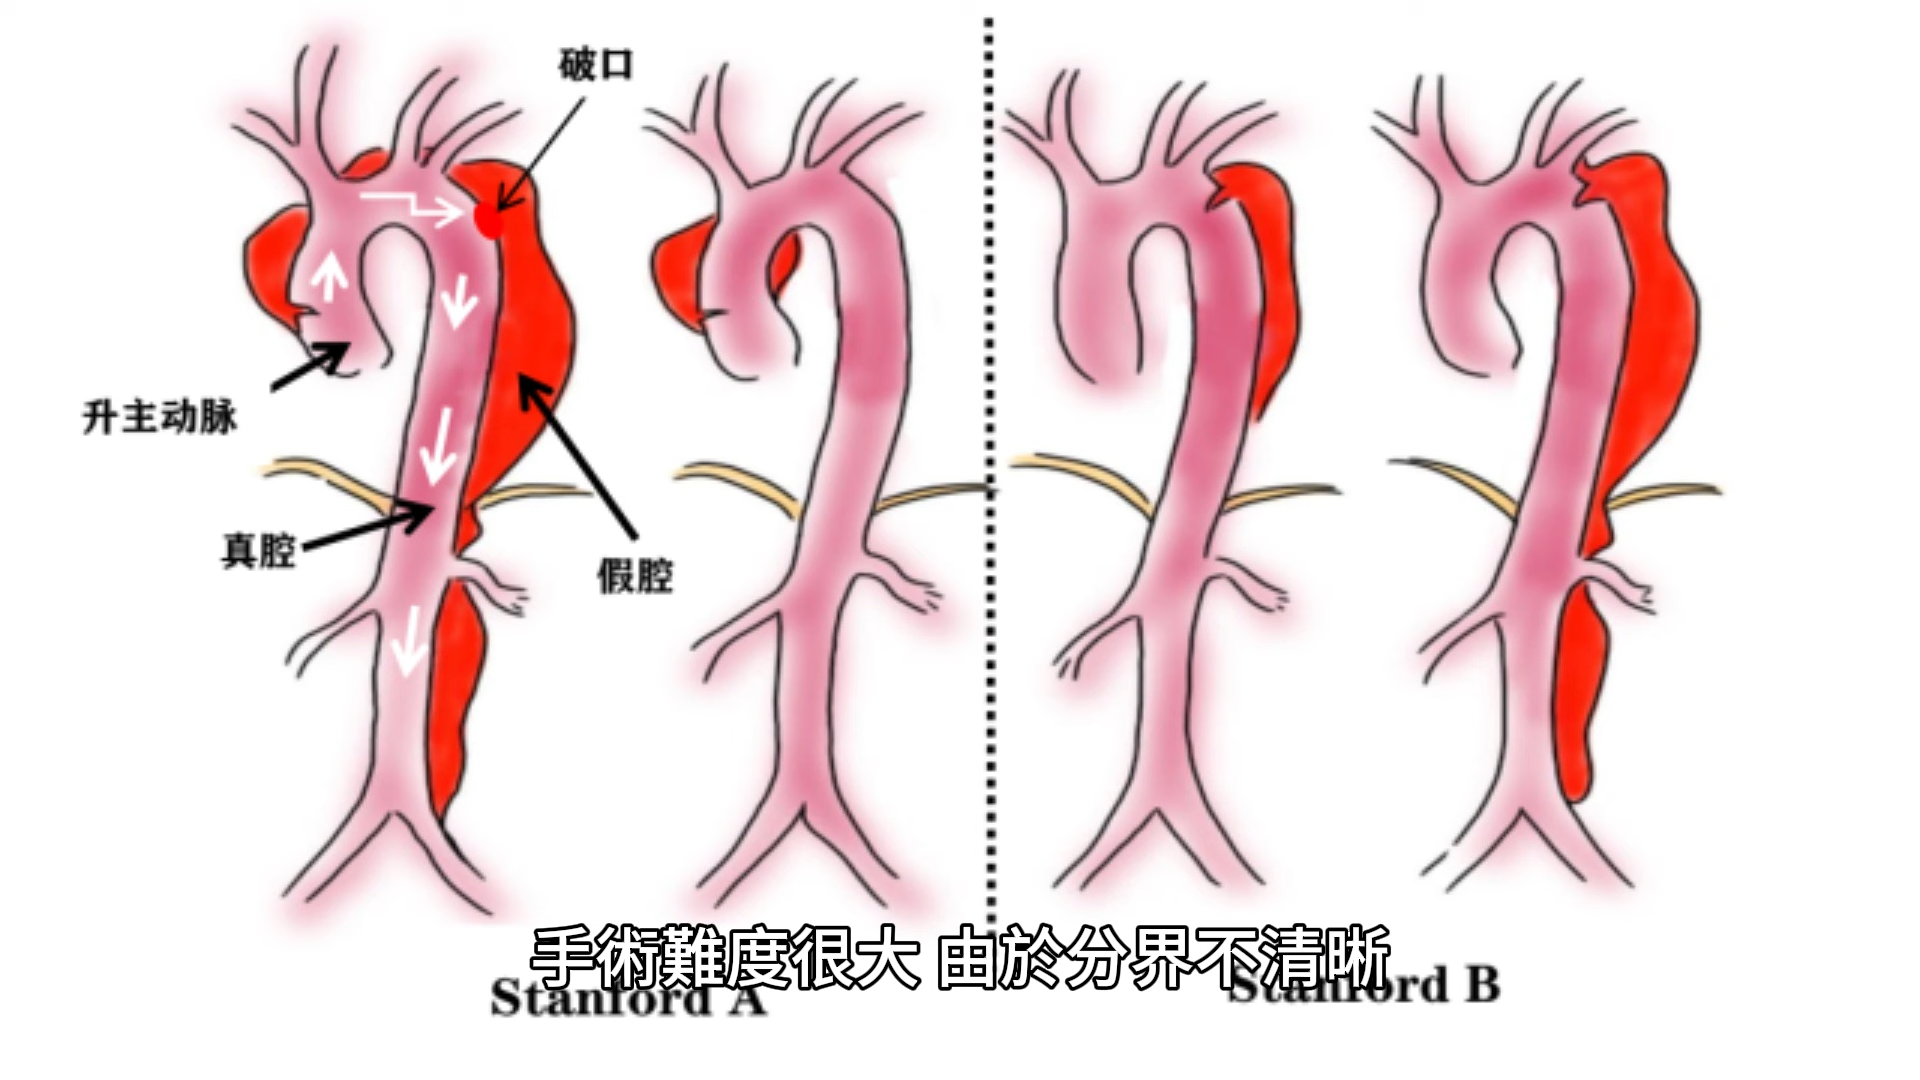 破口
升主动脉
真腔
假腔
手術難度很大 由於分界不清晰
Stanford A
Stanford B